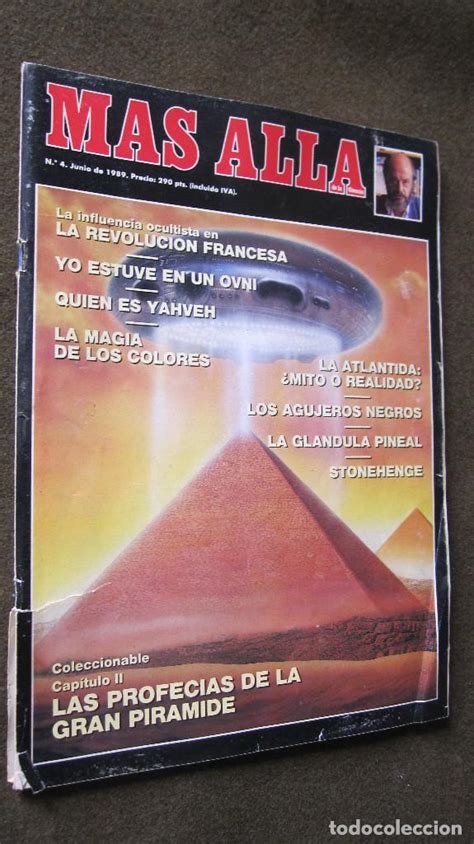 MAS ALLA
de la Ciencia
N.º 4. Junio de 1989. Precio: 290 pts. (incluido IVA).
La influencia ocultista en
LA REVOLUCION FRANCESA
YO ESTUVE EN UN OVNI
QUIEN ES YAHVEH
LA MAGIA
DE LOS COLORES
LA ATLANTIDA:
¿MITO O REALIDAD?
LOS AGUJEROS NEGROS
LA GLANDULA PINEAL
STONEHENGE
Coleccionable
Capítulo II
LAS PROFECIAS DE LA
GRAN PIRAMIDE
todocoleccion